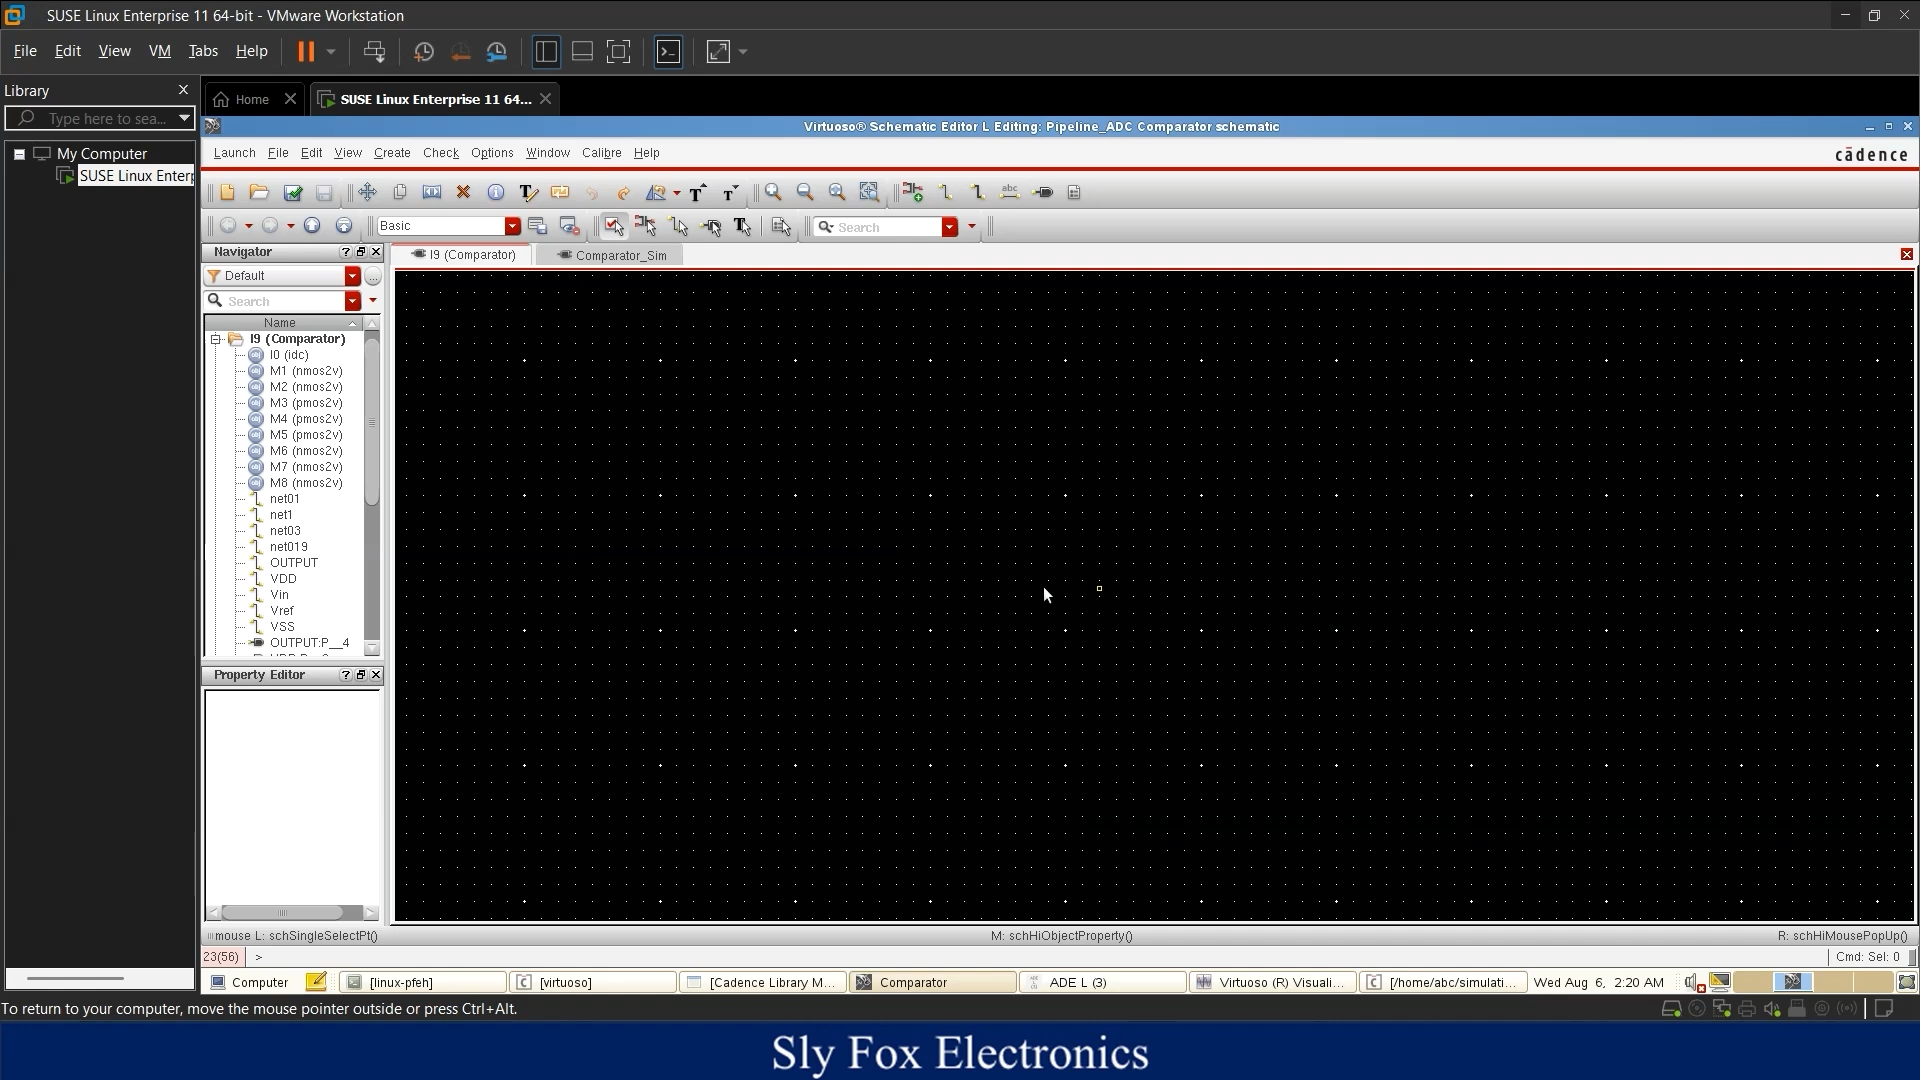 SUSE Linux Enterprise 11 64-bit - VMware Workstation
File Edit View VM Tabs Help
Library
Type here to sea...
My Computer
SUSE Linux Enterp
Home
SUSE Linux Enterprise 11 64...
Virtuoso® Schematic Editor L Editing: Pipeline_ADC Comparator schematic
Launch File Edit View Create Check Options Window Calibre Help
cādence
Basic
Search
Navigator
I9 (Comparator)
Comparator_Sim
Default
Search
Name
I9 (Comparator)
I0 (idc)
M1 (nmos2v)
M2 (nmos2v)
M3 (pmos2v)
M4 (pmos2v)
M5 (pmos2v)
M6 (nmos2v)
M7 (nmos2v)
M8 (nmos2v)
net01
net1
net03
net019
OUTPUT
VDD
Vin
Vref
VSS
OUTPUT:P__4
Property Editor
mouse L: schSingleSelectPt()
M: schHiObjectProperty()
R: schHiMousePopUp()
23(56) >
Cmd: Sel: 0
Computer
[linux-pfeh]
[virtuoso]
[Cadence Library M...
Comparator
ADE L (3)
Virtuoso (R) Visuali...
[/home/abc/simulati...
Wed Aug 6, 2:20 AM
To return to your computer, move the mouse pointer outside or press Ctrl+Alt.
Sly Fox Electronics